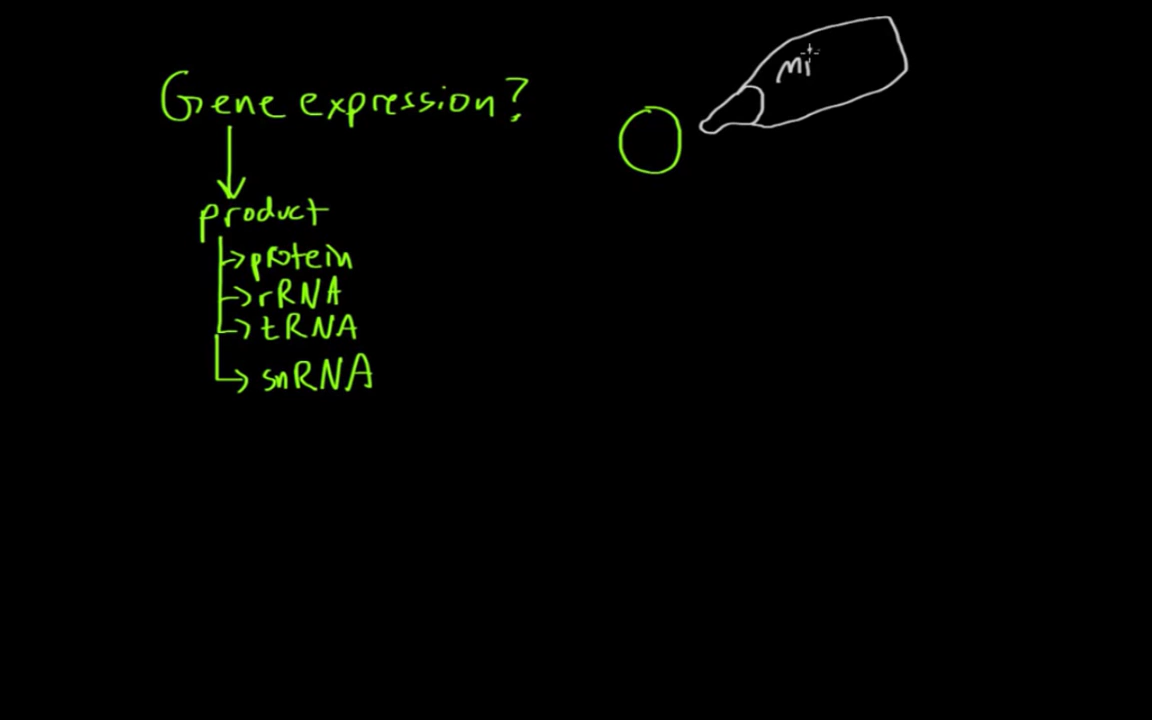 Gene expression?
product
protein
rRNA
tRNA
snRNA